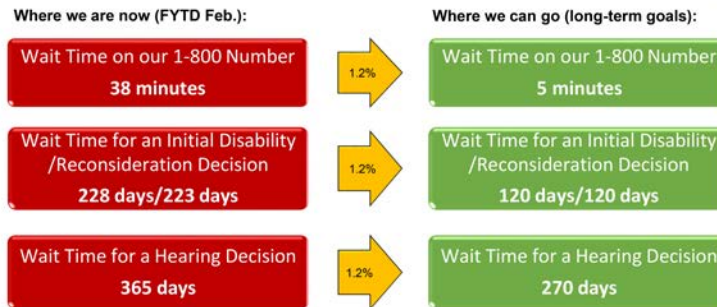 Where we are now (FYTD Feb.):
Where we can go (long-term goals):
Wait Time on our 1-800 Number
38 minutes
1.2%
Wait Time on our 1-800 Number
5 minutes
Wait Time for an Initial Disability
/Reconsideration Decision
228 days/223 days
1.2%
Wait Time for an Initial Disability
/Reconsideration Decision
120 days/120 days
Wait Time for a Hearing Decision
365 days
1.2%
Wait Time for a Hearing Decision
270 days